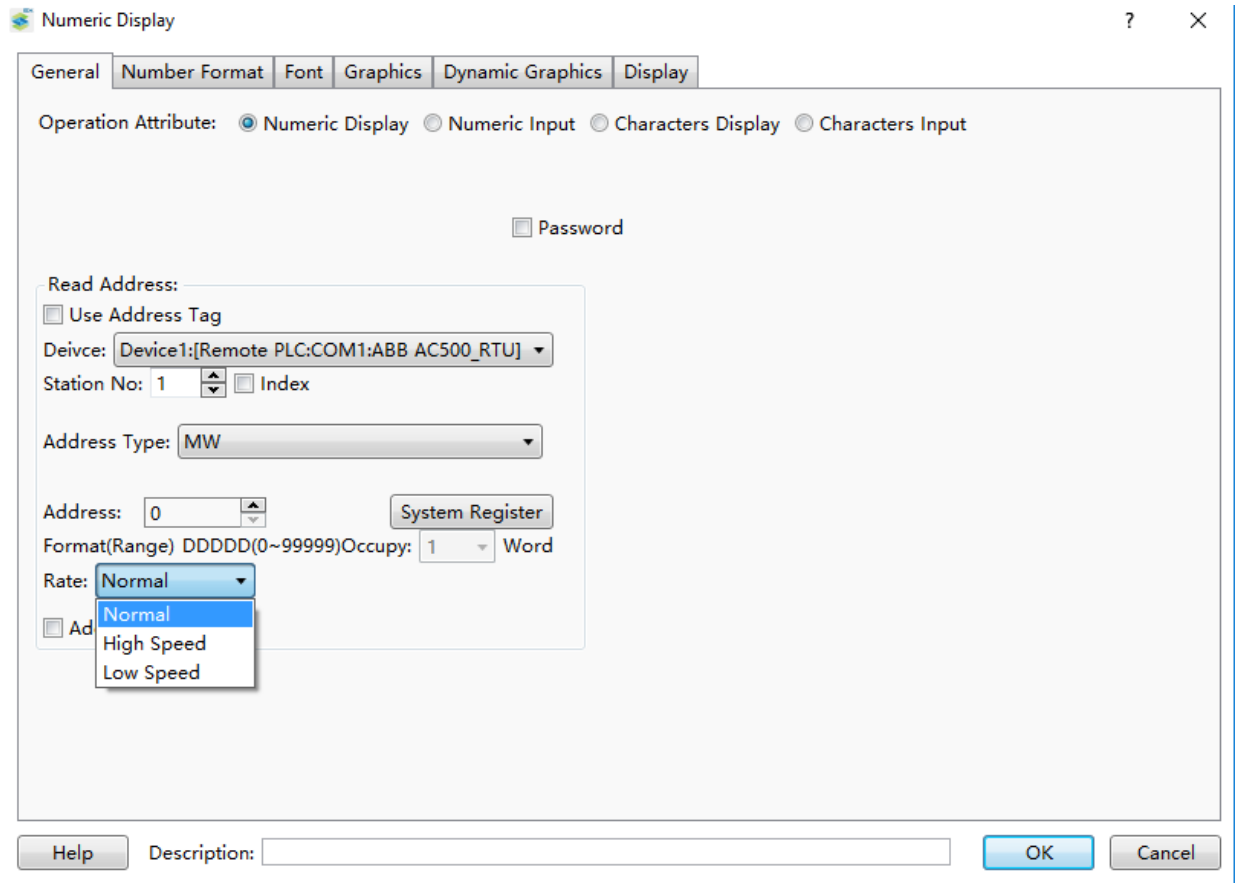 Numeric Display
General Number Format Font Graphics Dynamic Graphics Display
Operation Attribute: Numeric Display Numeric Input Characters Display Characters Input
Password
Read Address:
Use Address Tag
Deivce: Device1:[Remote PLC:COM1:ABB AC500_RTU]
Station No: 1 Index
Address Type: MW
Address: 0 System Register
Format(Range) DDDDD(0~99999)Occupy: 1 Word
Rate: Normal
Normal
High Speed
Low Speed
Help Description: OK Cancel